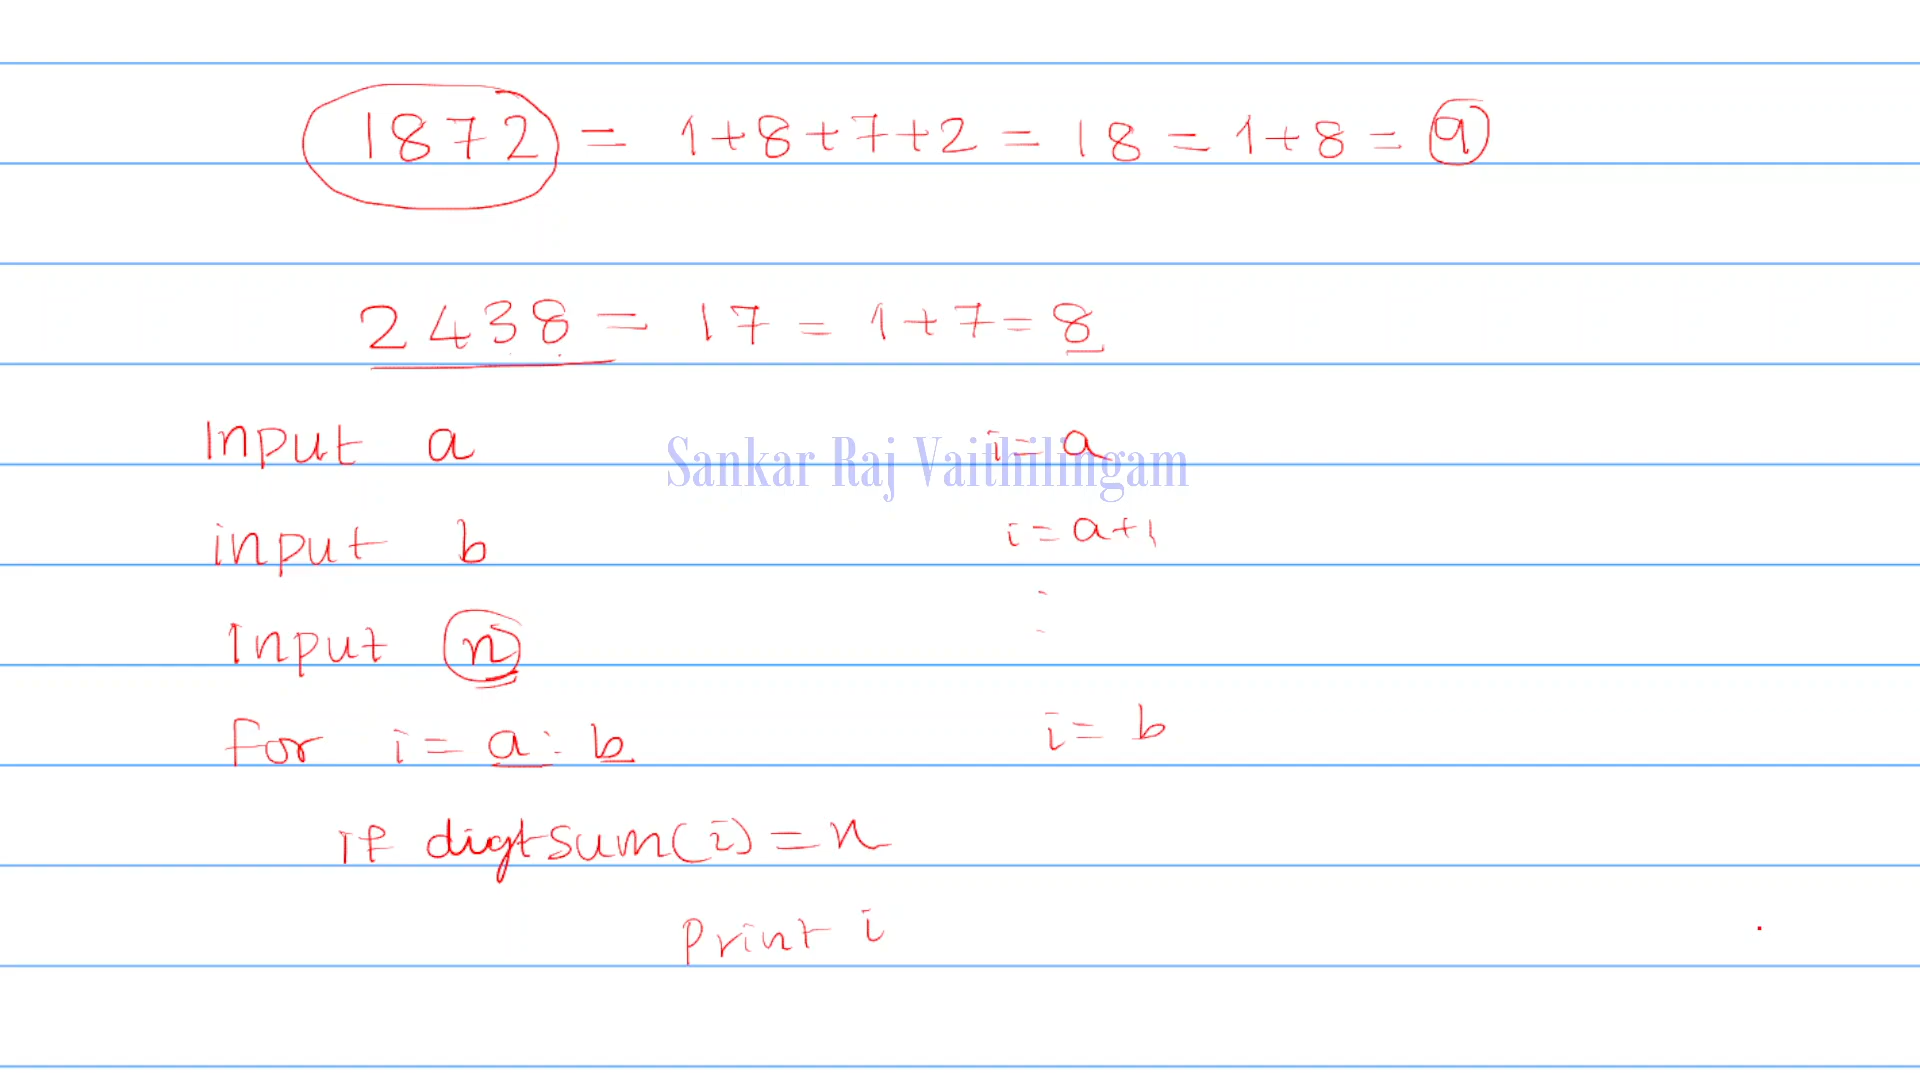 1872 = 1+8+7+2 = 18 = 1+8 = 9
2438 = 17 = 1+7 = 8
Input a
i = a
Sankar Raj Vaithilingam
input b
i = a+1
Input n
for i = a : b
i = b
if digtsum(i) = n
Print i